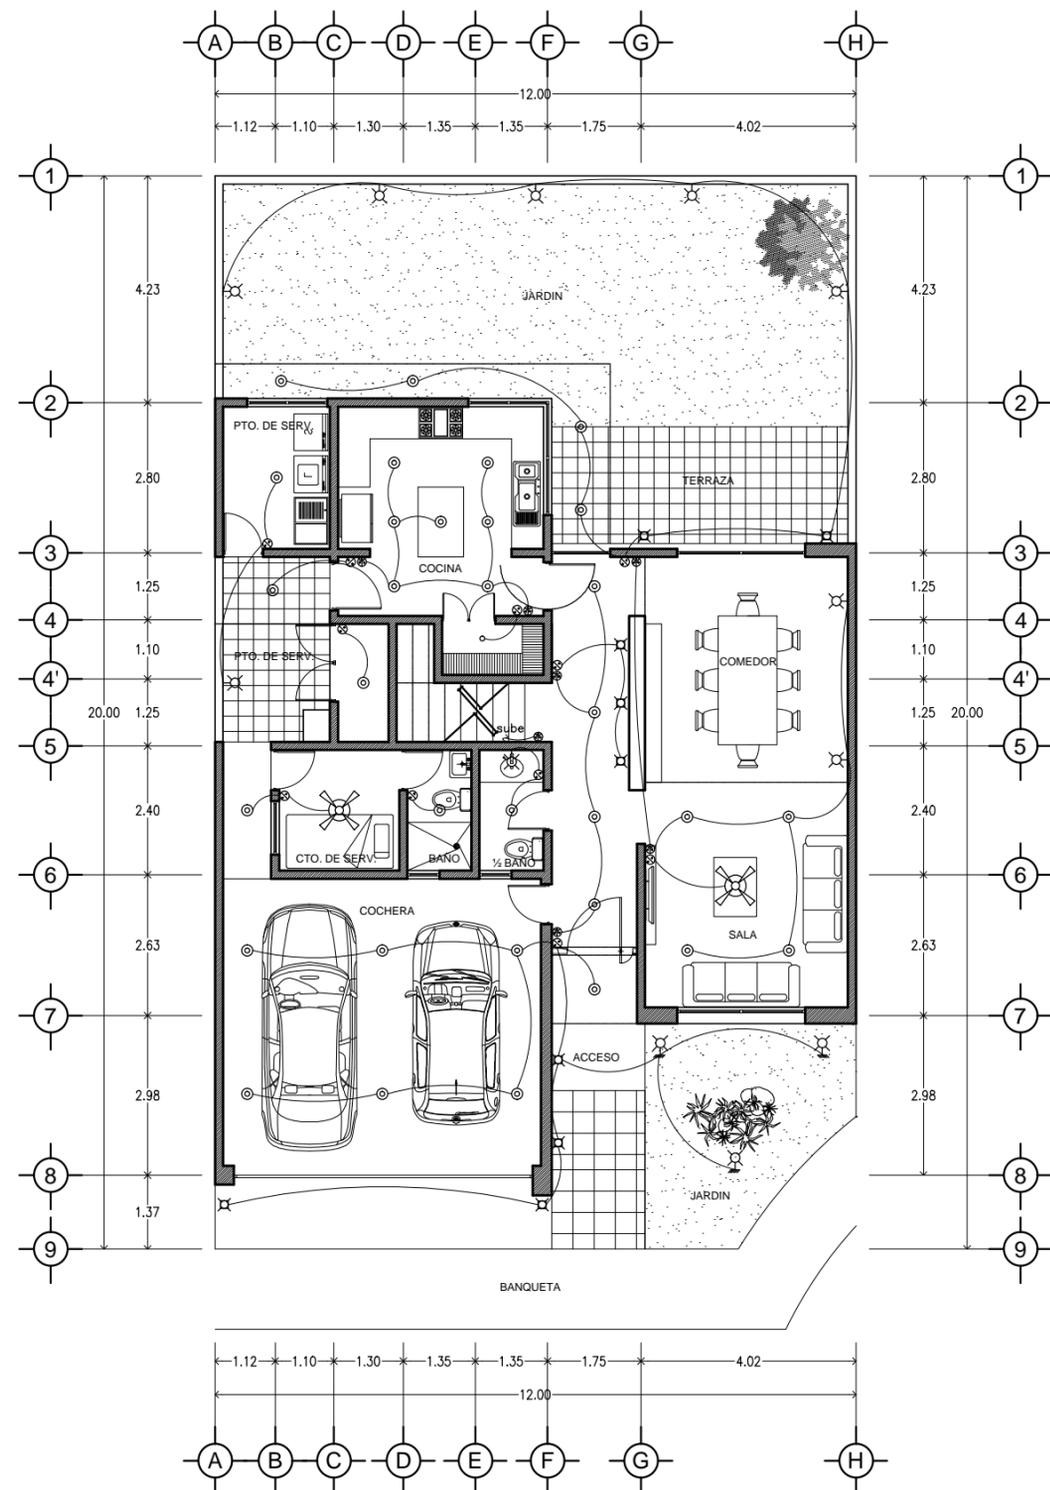 A B C D E F G H
12.00
1.12 1.10 1.30 1.35 1.35 1.75 4.02
1 1
4.23 4.23
JARDIN
2 2
PTO. DE SERV.
2.80 TERRAZA 2.80
3 3
COCINA
1.25 1.25
4 4
1.10 PTO. DE SERV. COMEDOR 1.10
4' 4'
20.00 1.25 1.25 20.00
sube
5 5
2.40 2.40
CTO. DE SERV. BAÑO ½ BAÑO
6 6
COCHERA
2.63 SALA 2.63
7 7
ACCESO
2.98 2.98
8 8
JARDIN
1.37
9 9
BANQUETA
1.12 1.10 1.30 1.35 1.35 1.75 4.02
12.00
A B C D E F G H